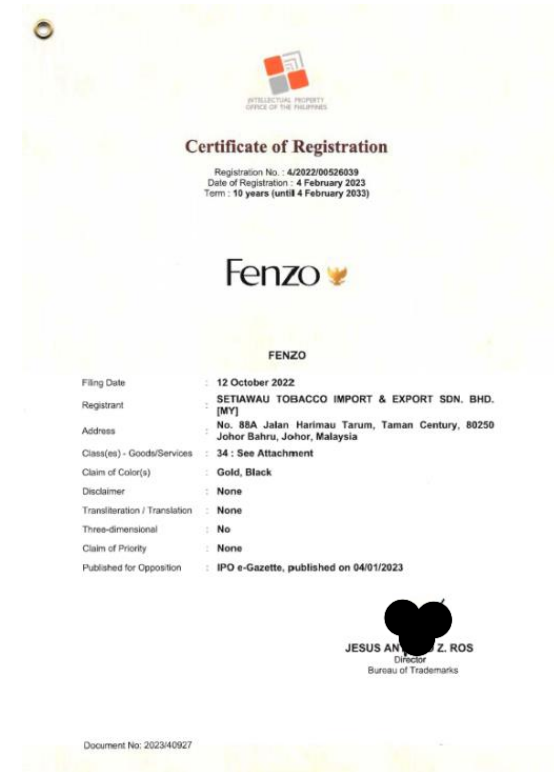 INTELLECTUAL PROPERTY
OFFICE OF THE PHILIPPINES
Certificate of Registration
Registration No. : 4/2022/00526039
Date of Registration : 4 February 2023
Term : 10 years (until 4 February 2033)
Fenzo
FENZO
Filing Date : 12 October 2022
Registrant : SETIAWAU TOBACCO IMPORT & EXPORT SDN. BHD.
[MY]
Address : No. 88A Jalan Harimau Tarum, Taman Century, 80250
Johor Bahru, Johor, Malaysia
Class(es) - Goods/Services : 34 : See Attachment
Claim of Color(s) : Gold, Black
Disclaimer : None
Transliteration / Translation : None
Three-dimensional : No
Claim of Priority : None
Published for Opposition : IPO e-Gazette, published on 04/01/2023
JESUS Z. ROS
Director
Bureau of Trademarks
Document No: 2023/40927